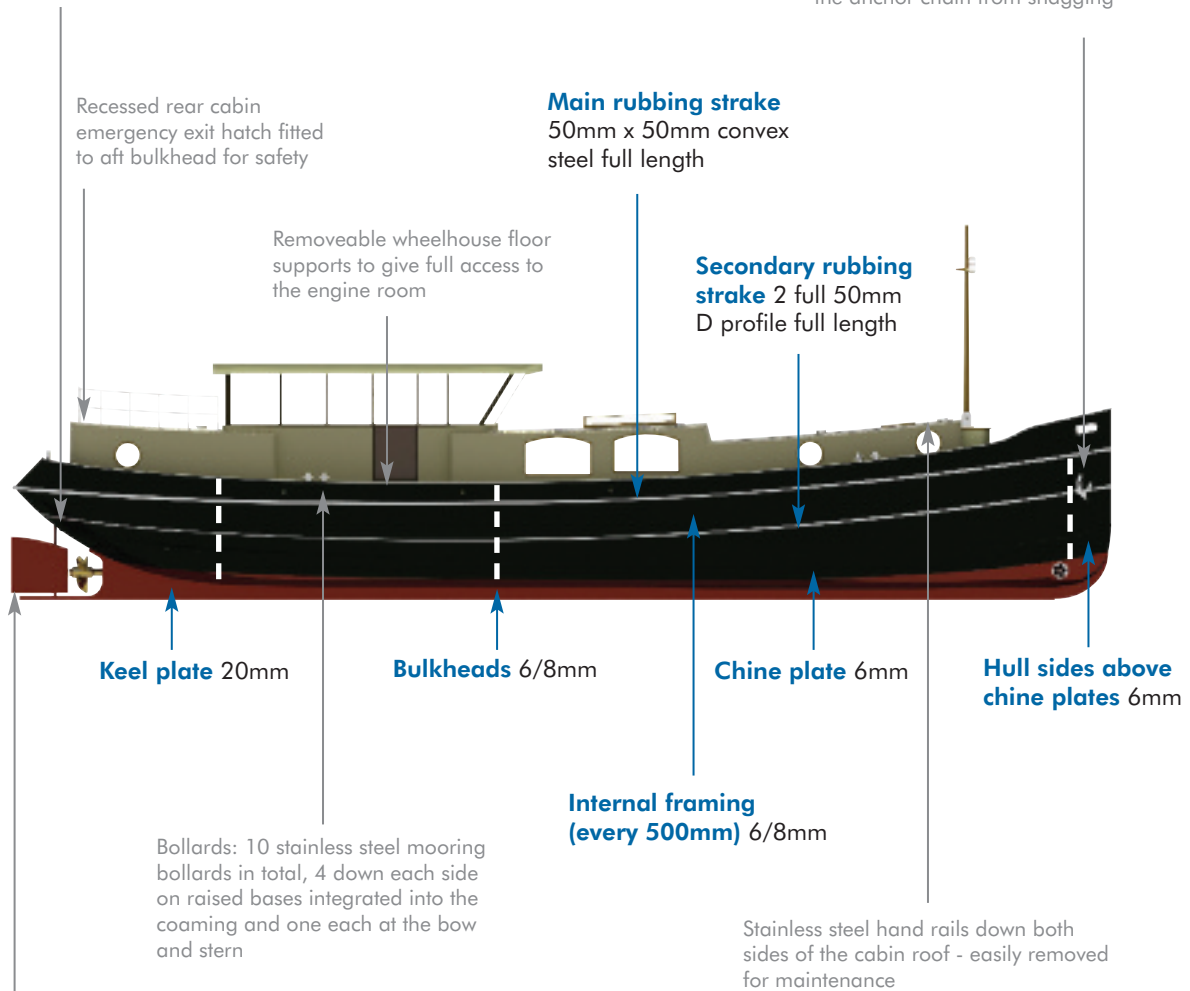 the anchor chain from snagging
Recessed rear cabin
emergency exit hatch fitted
to aft bulkhead for safety
Main rubbing strake
50mm x 50mm convex
steel full length
Removeable wheelhouse floor
supports to give full access to
the engine room
Secondary rubbing
strake 2 full 50mm
D profile full length
Keel plate 20mm
Bulkheads 6/8mm
Chine plate 6mm
Hull sides above
chine plates 6mm
Internal framing
(every 500mm) 6/8mm
Bollards: 10 stainless steel mooring
bollards in total, 4 down each side
on raised bases integrated into the
coaming and one each at the bow
and stern
Stainless steel hand rails down both
sides of the cabin roof - easily removed
for maintenance